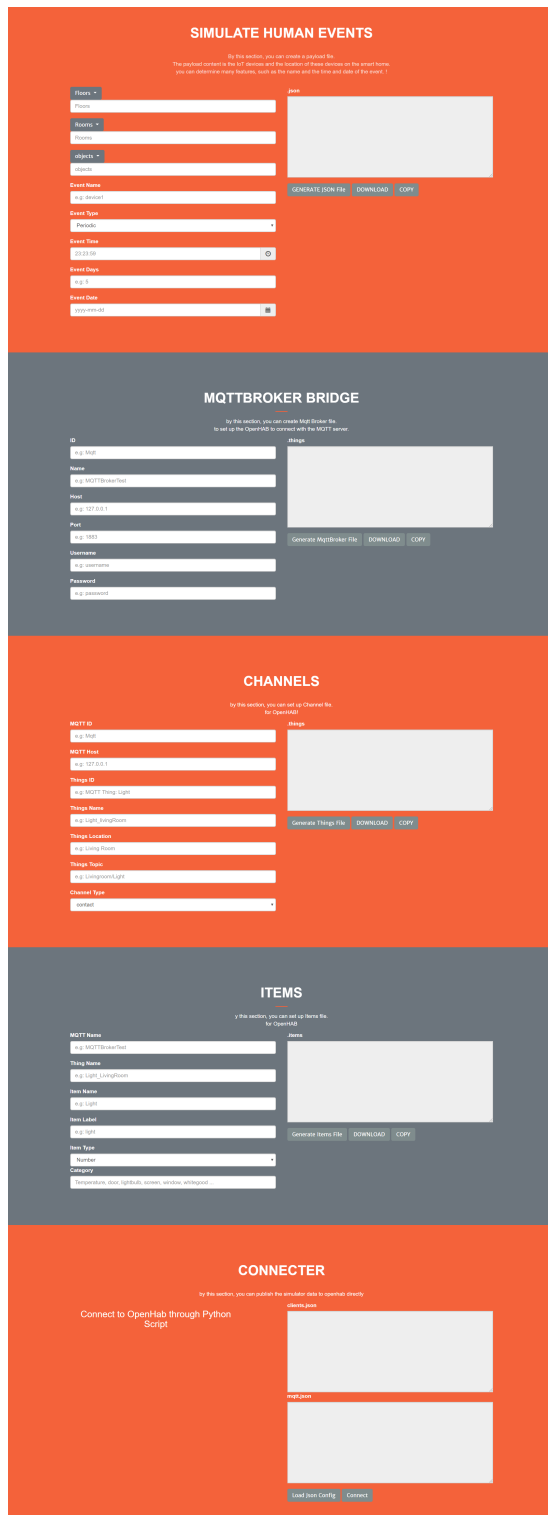 SIMULATE HUMAN EVENTS
By this section, you can create a payload file.
The payload content is the IoT devices and the location of these devices on the smart home.
you can determine many features, such as the name and the time and date of the event, !
Floors
Floors
Rooms
Rooms
objects
objects
Event Name
e.g: device1
Event Type
Periodic
Event Time
23:23:59
Event Days
e.g: 5
Event Date
yyyy-mm-dd
.json
GENERATE JSON File DOWNLOAD COPY
MQTTBROKER BRIDGE
by this section, you can create Mqtt Broker file.
to set up the OpenHAB to connect with the MQTT server.
ID
e.g: Mqtt
Name
e.g: MQTTBrokerTest
Host
e.g: 127.0.0.1
Port
e.g: 1883
Username
e.g: username
Password
e.g: password
.things
Generate MqttBroker File DOWNLOAD COPY
CHANNELS
by this section, you can set up Channel file.
for OpenHAB!
MQTT ID
e.g: Mqtt
MQTT Host
e.g: 127.0.0.1
Things ID
e.g: MQTT Thing: Light
Things Name
e.g: Light_livingRoom
Things Location
e.g: Living Room
Things Topic
e.g: Livingroom/Light
Channel Type
contact
.things
Generate Things File DOWNLOAD COPY
ITEMS
y this section, you can set up Items file.
for OpenHAB
MQTT Name
e.g: MQTTBrokerTest
Thing Name
e.g: Light_LivingRoom
Item Name
e.g: Light
Item Label
e.g: light
Item Type
Number
Category
Temperature, door, lightbulb, screen, window, whitegood ...
.items
Generate Items File DOWNLOAD COPY
CONNECTER
by this section, you can publish the simulator data to openhab directly
Connect to OpenHab through Python
Script
clients.json
mqtt.json
Load Json Config Connect